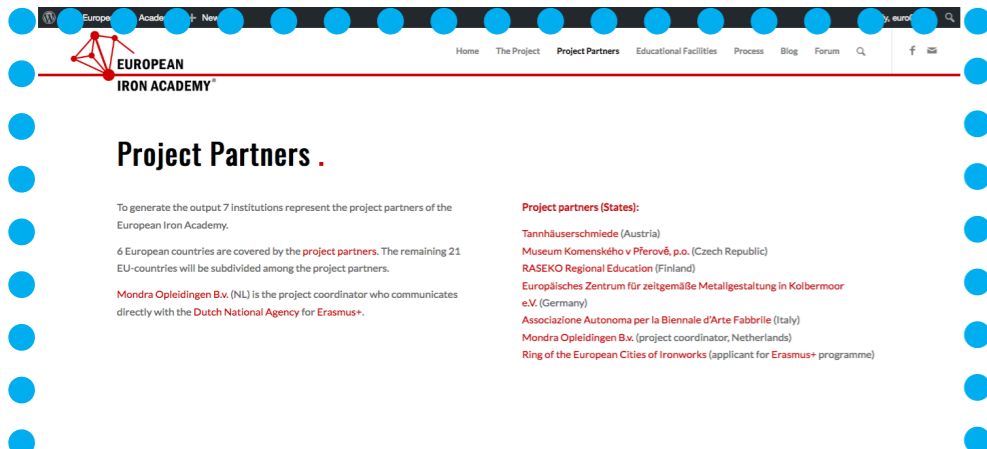 Home The Project Project Partners Educational Facilities Process Blog Forum
EUROPEAN
IRON ACADEMY®
Project Partners .
To generate the output 7 institutions represent the project partners of the
European Iron Academy.
6 European countries are covered by the project partners. The remaining 21
EU-countries will be subdivided among the project partners.
Mondra Opleidingen B.v. (NL) is the project coordinator who communicates
directly with the Dutch National Agency for Erasmus+.
Project partners (States):
Tannhäuserschmiede (Austria)
Museum Komenského v Přerově, p.o. (Czech Republic)
RASEKO Regional Education (Finland)
Europäisches Zentrum für zeitgemäße Metallgestaltung in Kolbermoor
e.V. (Germany)
Associazione Autonoma per la Biennale d'Arte Fabbrile (Italy)
Mondra Opleidingen B.v. (project coordinator, Netherlands)
Ring of the European Cities of Ironworks (applicant for Erasmus+ programme)